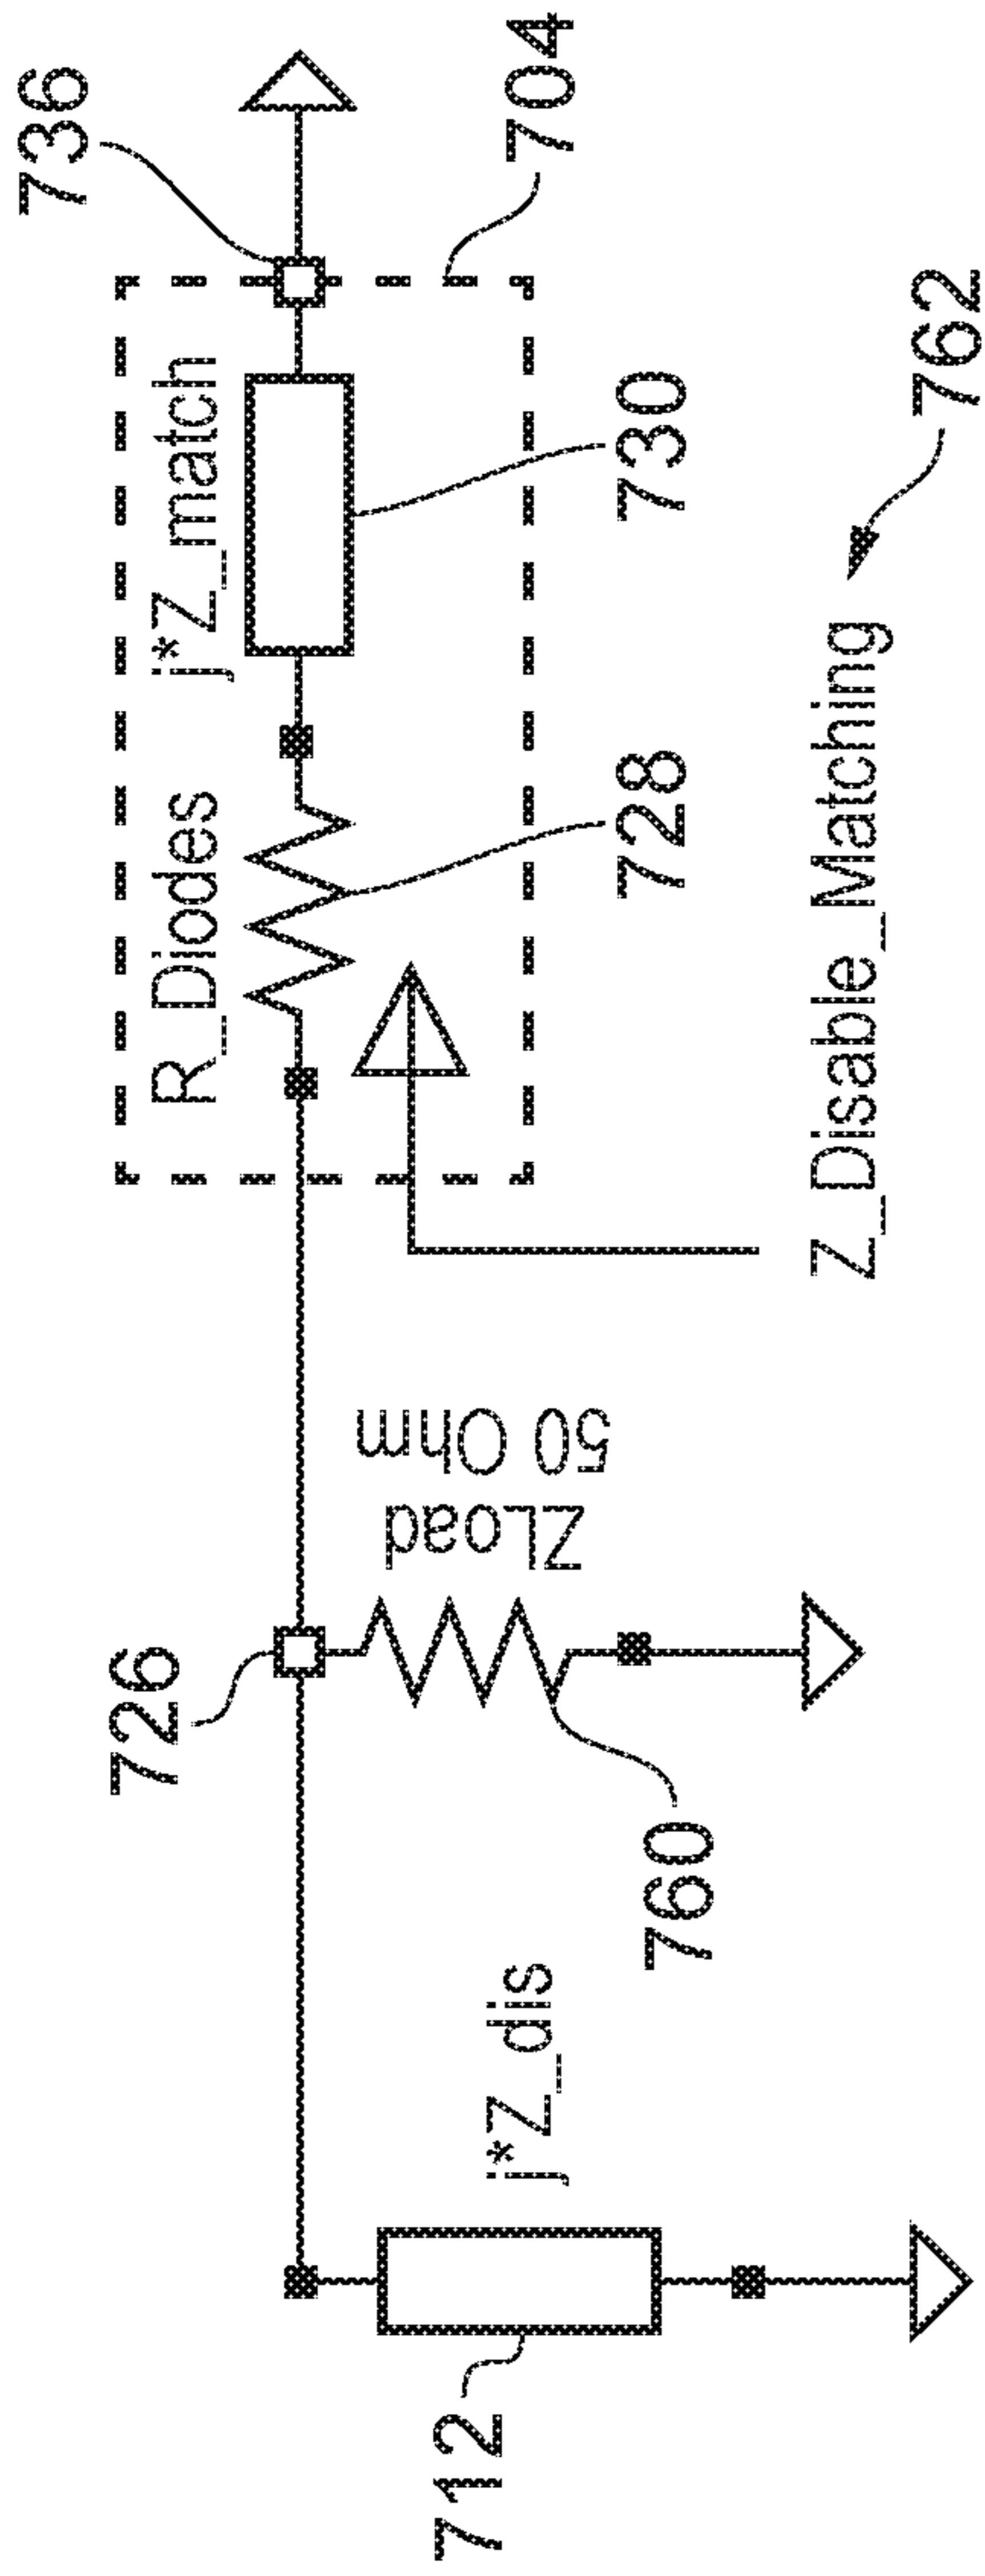 736
704
j*Z_match
R_Diodes
730
728
762
Z_Disable_Matching
726
ZLoad
50 Ohm
760
j*Z_dis
712